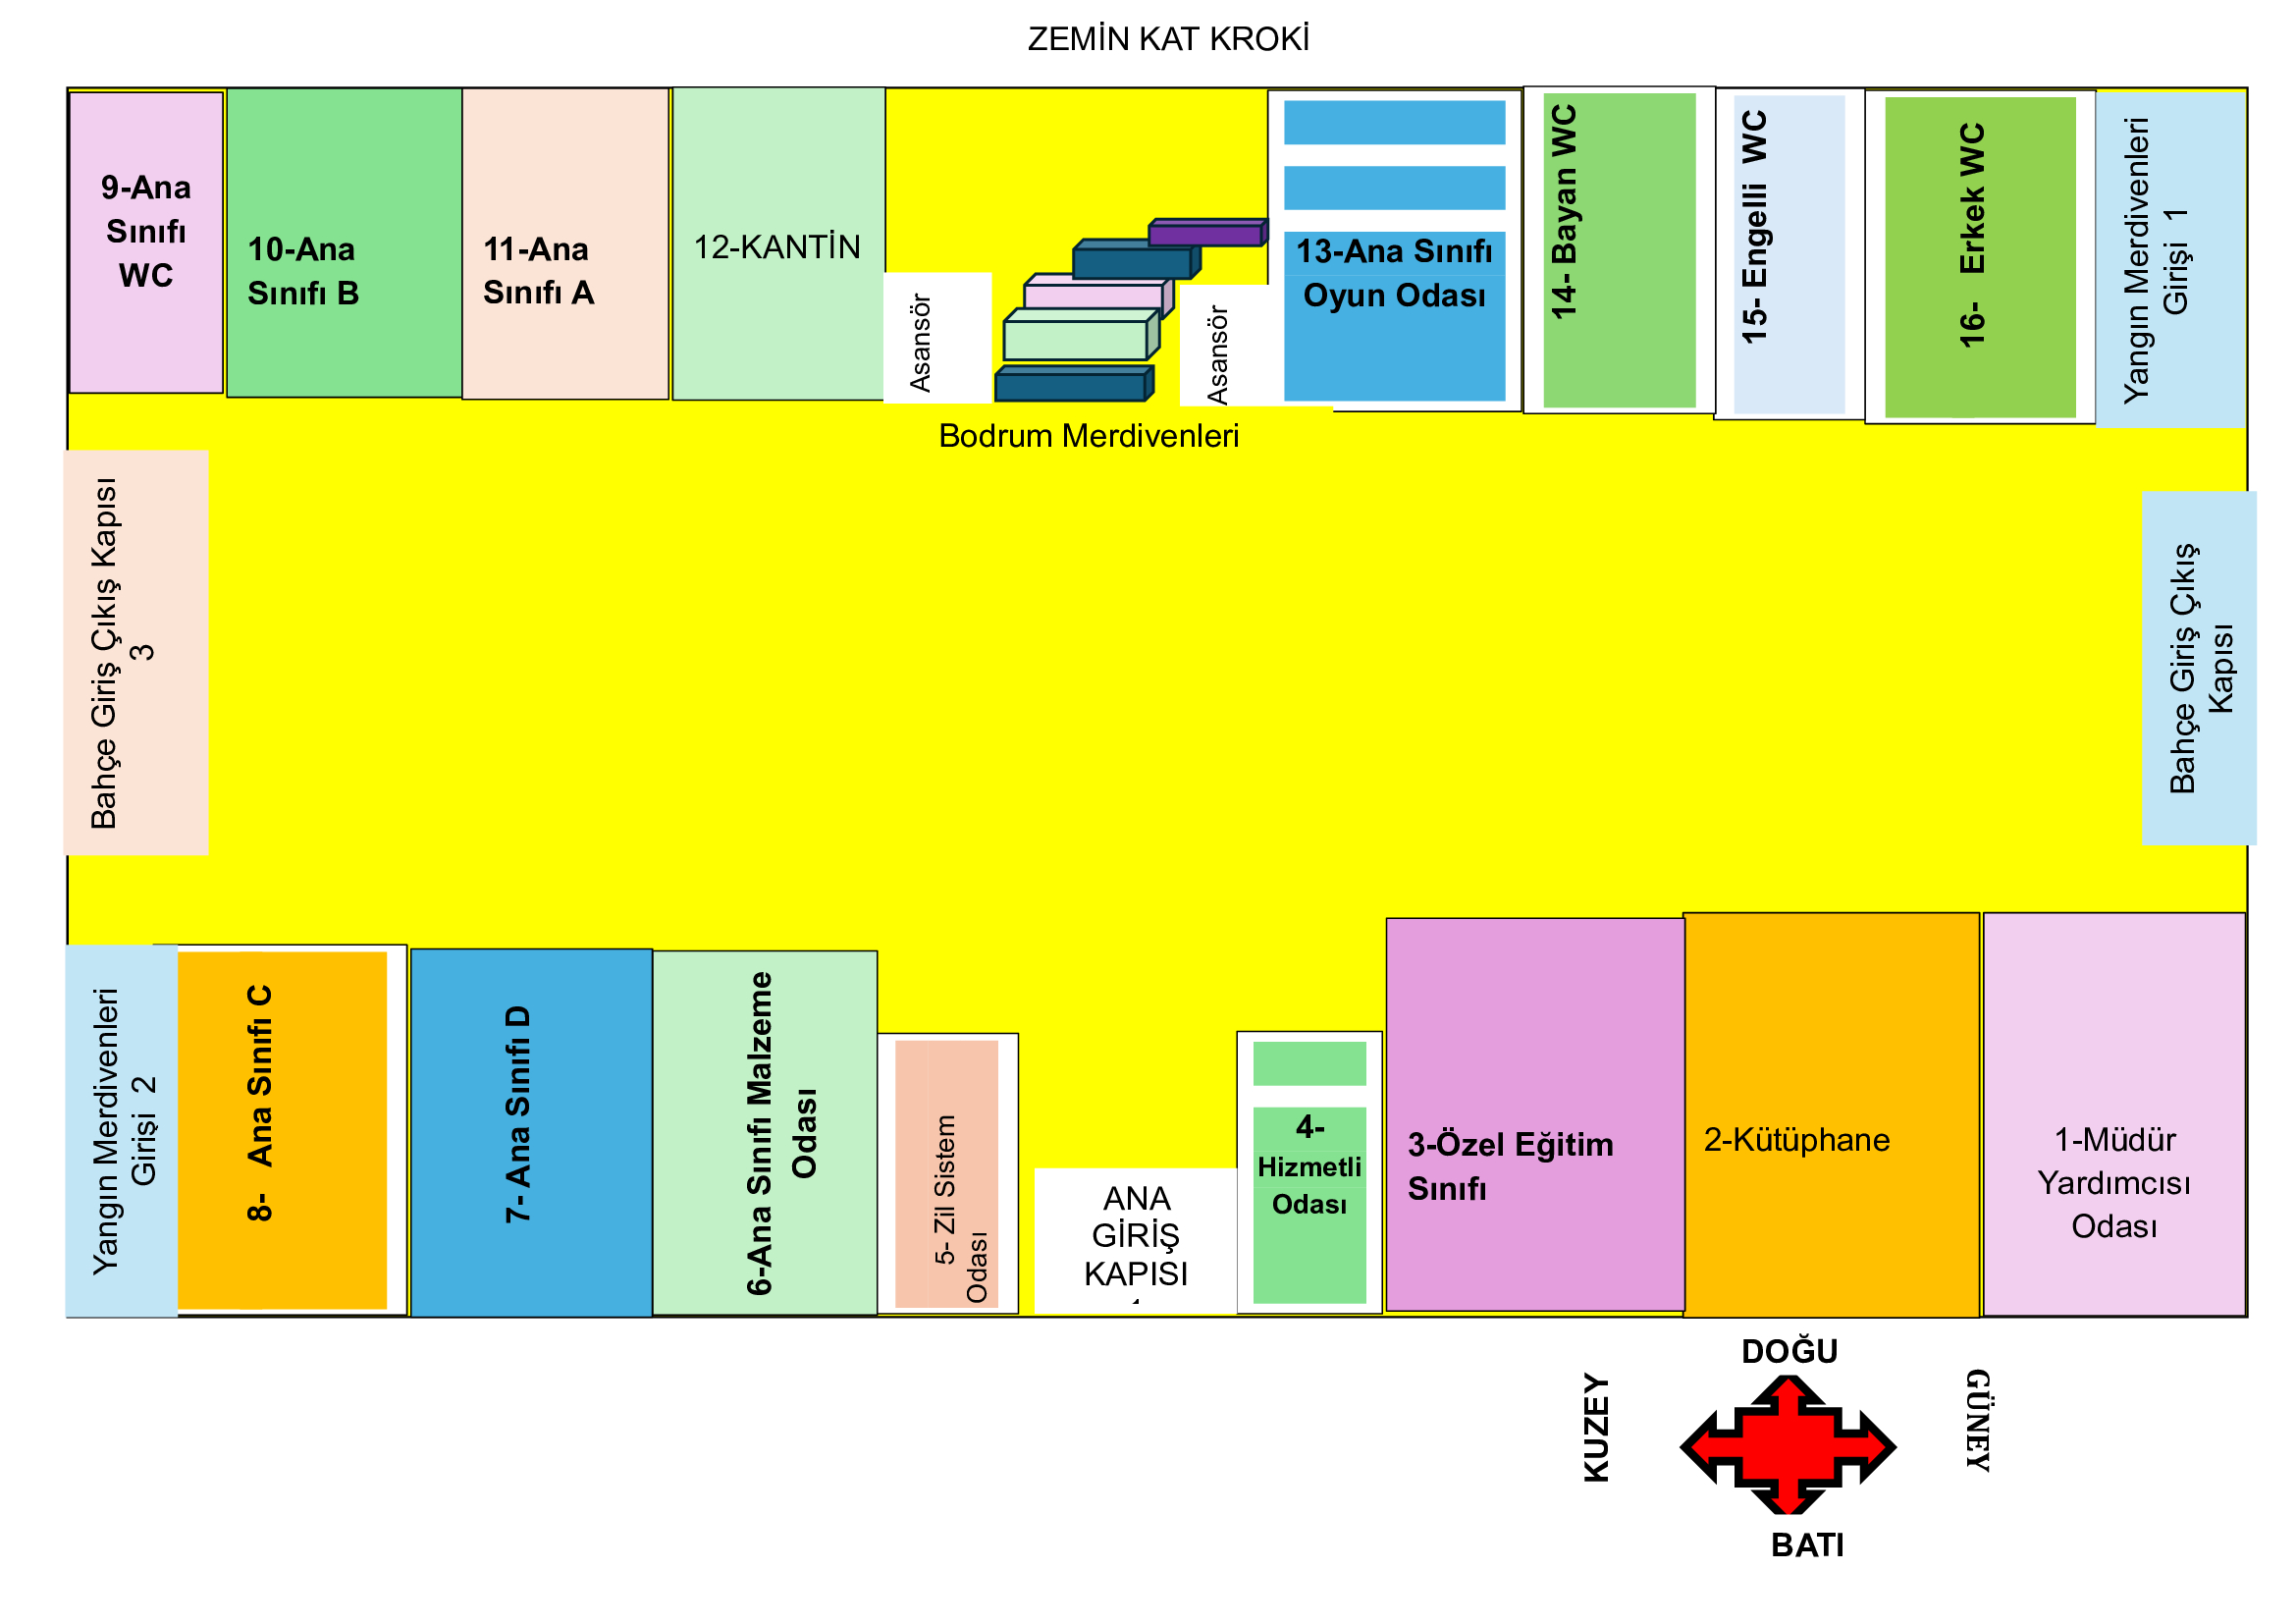 ZEMİN KAT KROKİ
9-Ana
Sınıfı
WC
10-Ana
Sınıfı B
11-Ana
Sınıfı A
12-KANTİN
Asansör
Asansör
Bodrum Merdivenleri
13-Ana Sınıfı
Oyun Odası
14- Bayan WC
15- Engelli WC
16- Erkek WC
Yangın Merdivenleri
Girişi 1
Bahçe Giriş Çıkış Kapısı
3
Bahçe Giriş Çıkış
Kapısı
Yangın Merdivenleri
Girişi 2
8- Ana Sınıfı C
7- Ana Sınıfı D
6-Ana Sınıfı Malzeme
Odası
5- Zil Sistem
Odası
ANA
GİRİŞ
KAPISI
4-
Hizmetli
Odası
3-Özel Eğitim
Sınıfı
2-Kütüphane
1-Müdür
Yardımcısı
Odası
DOĞU
KUZEY
GÜNEY
BATI